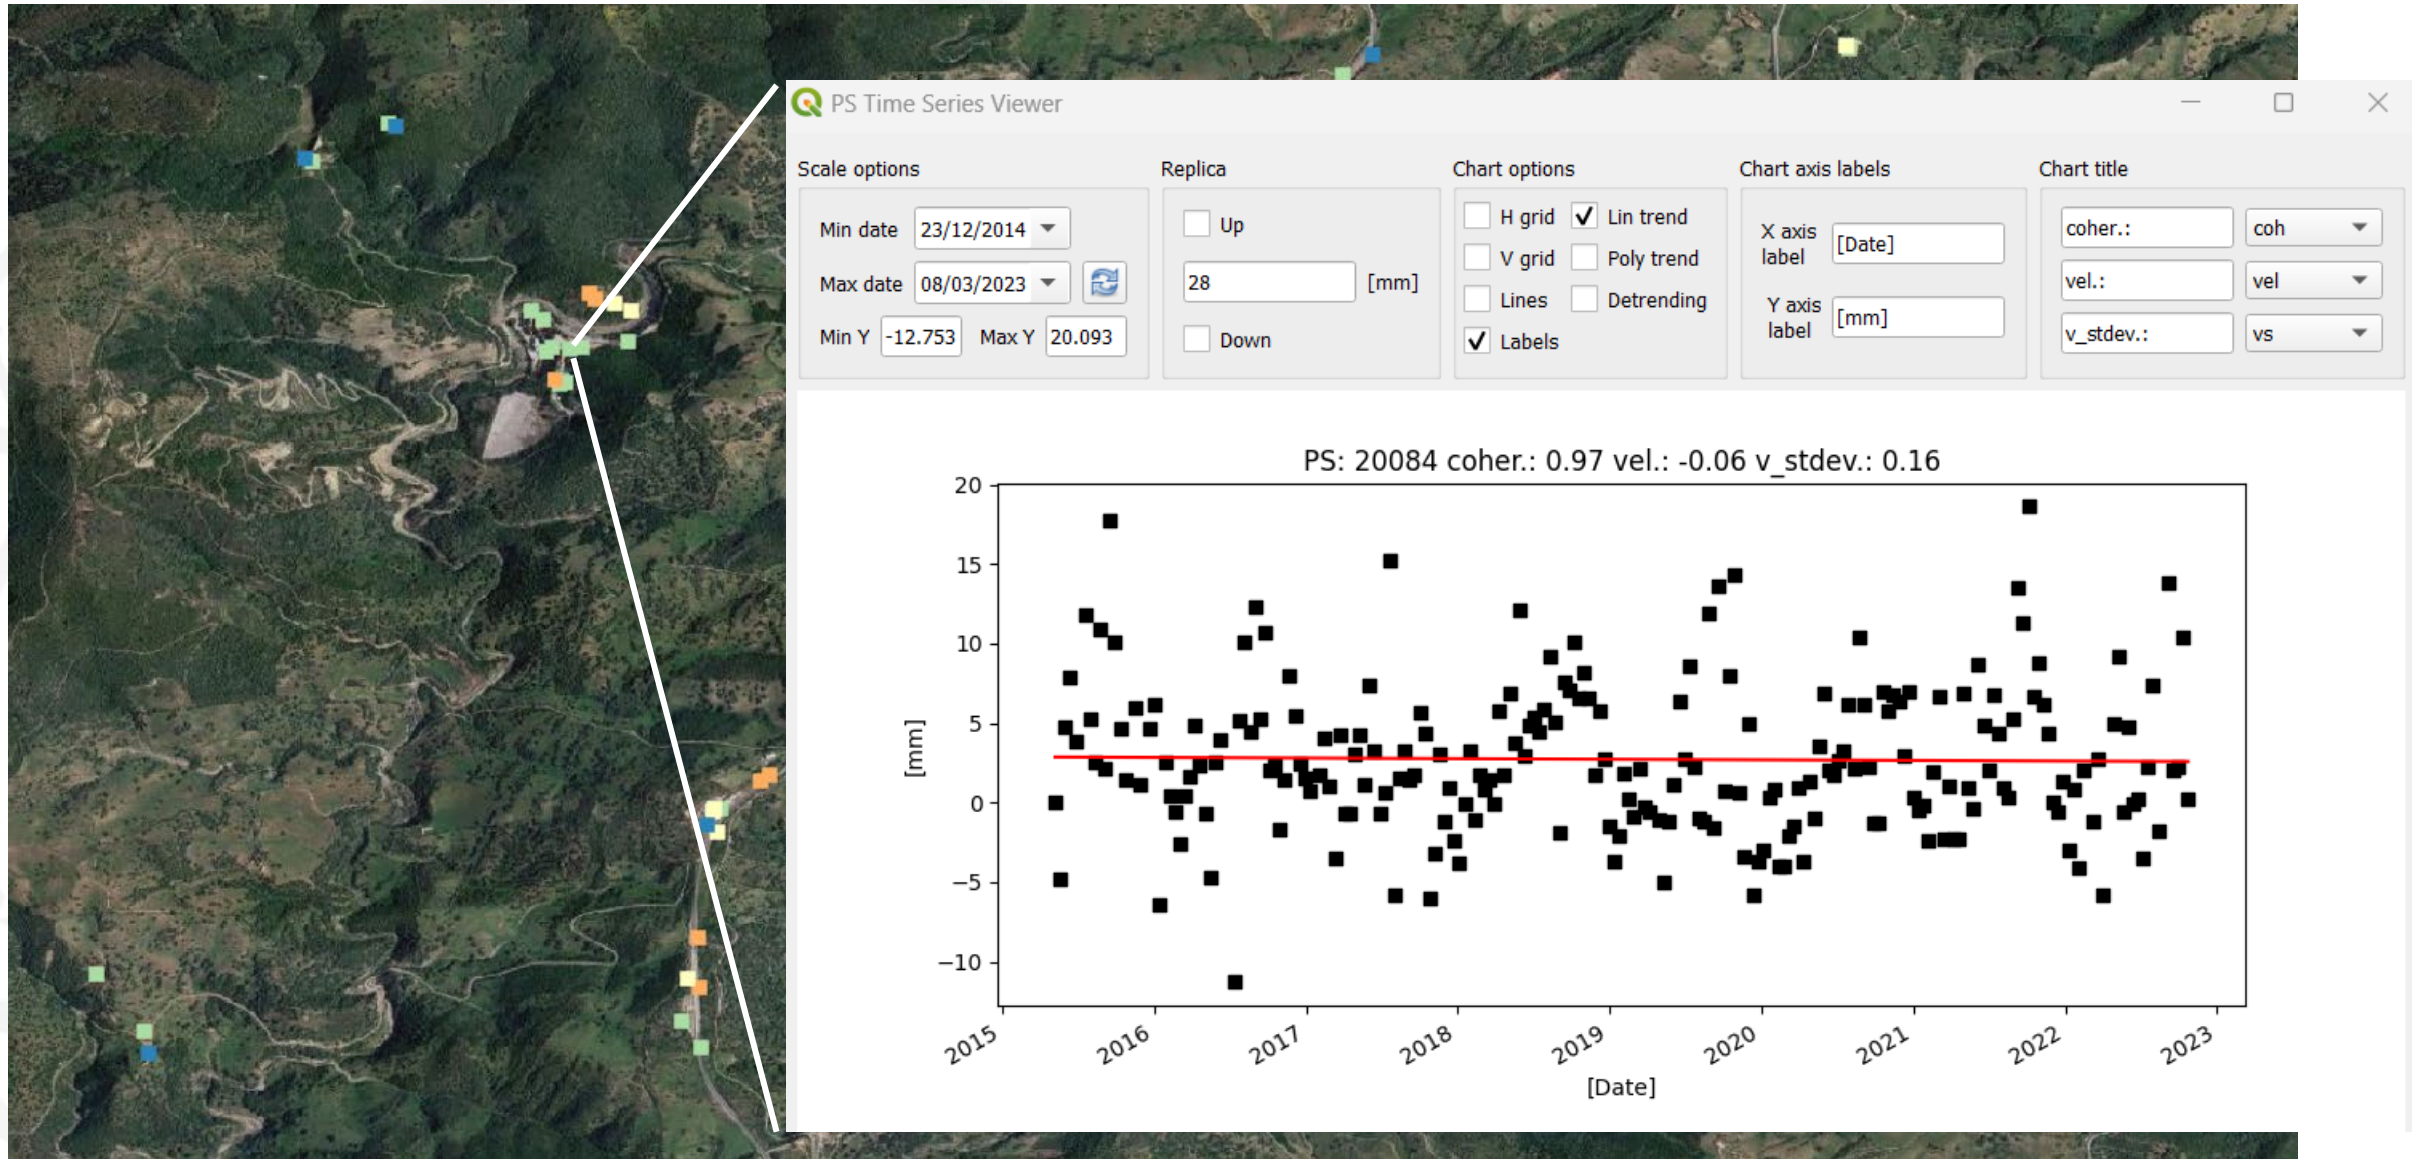 PS Time Series Viewer
Scale options
Min date 23/12/2014
Max date 08/03/2023
Min Y -12.753 Max Y 20.093
Replica
Up
28 [mm]
Down
Chart options
H grid Lin trend
V grid Poly trend
Lines Detrending
Labels
Chart axis labels
X axis
label
[Date]
Y axis
label
[mm]
Chart title
coher.: coh
vel.: vel
v_stdev.: vs
PS: 20084 coher.: 0.97 vel.: -0.06 v_stdev.: 0.16
20
15
10
5
0
−5
−10
[mm]
2015 2016 2017 2018 2019 2020 2021 2022 2023
[Date]